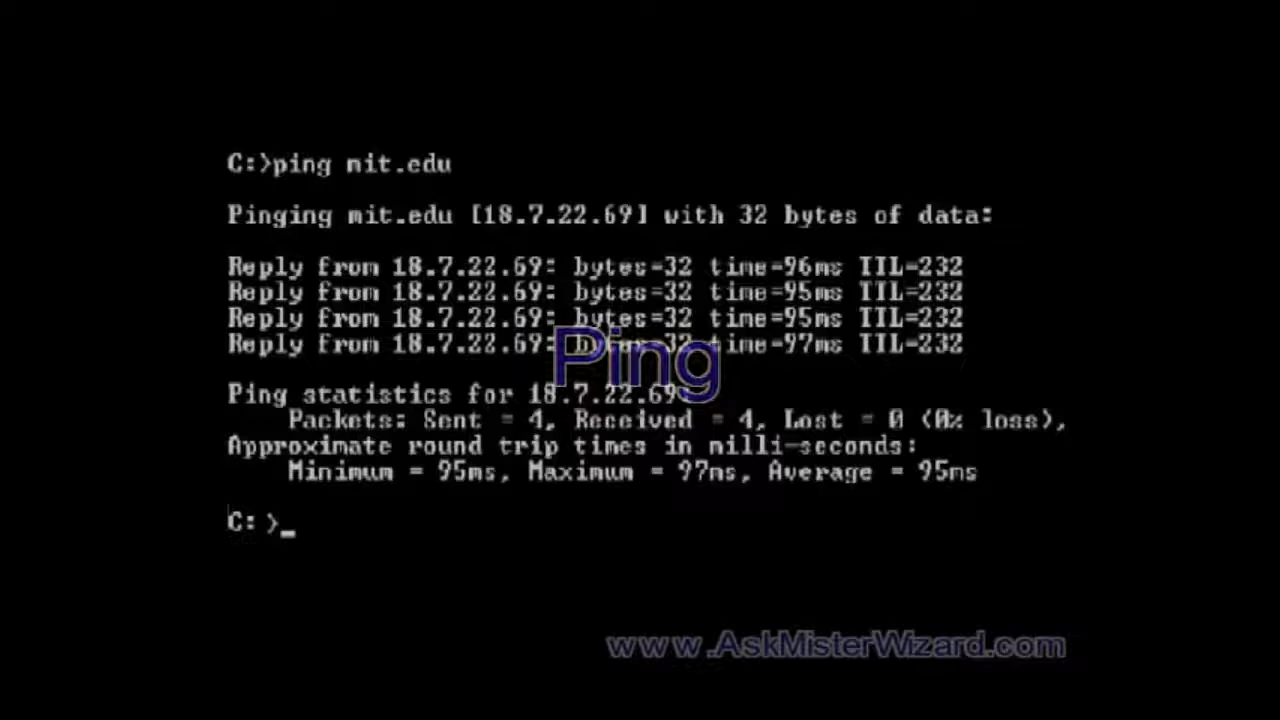 C:>ping mit.edu
Pinging mit.edu [18.7.22.69] with 32 bytes of data:
Reply from 18.7.22.69: bytes=32 time=96ms TTL=232
Reply from 18.7.22.69: bytes=32 time=95ms TTL=232
Reply from 18.7.22.69: bytes=32 time=95ms TTL=232
Reply from 18.7.22.69: bytes=32 time=97ms TTL=232
Ping
Ping statistics for 18.7.22.69:
Packets: Sent = 4, Received = 4, Lost = 0 (0% loss),
Approximate round trip times in milli-seconds:
Minimum = 95ms, Maximum = 97ms, Average = 95ms
C: >_
www.AskMisterWizard.com